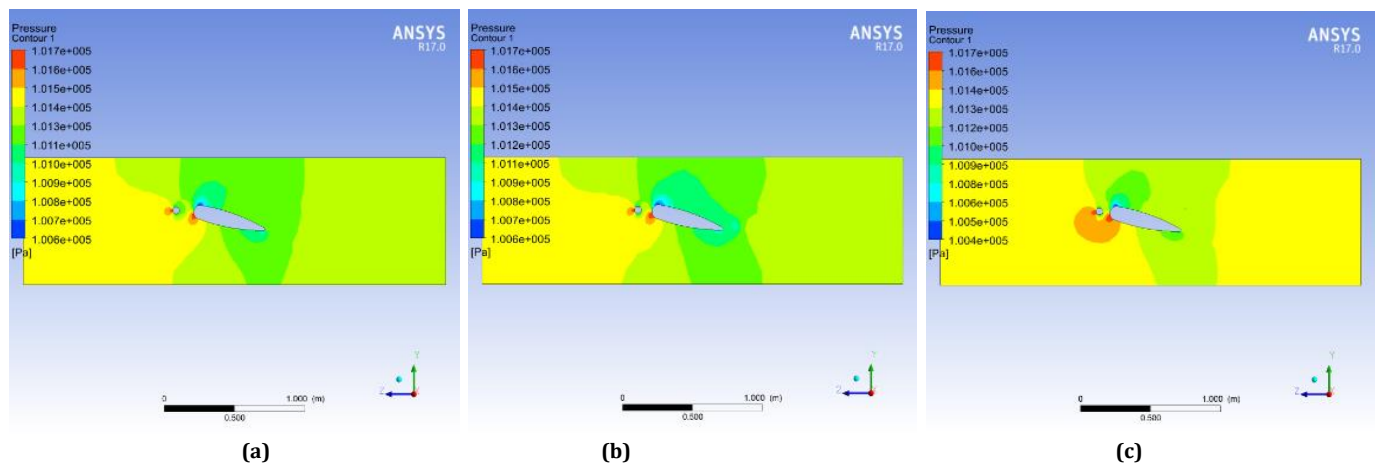 Pressure
Contour 1
1.017e+005
1.016e+005
1.015e+005
1.014e+005
1.013e+005
1.011e+005
1.010e+005
1.009e+005
1.008e+005
1.007e+005
1.006e+005
[Pa]
ANSYS
R17.0
Y
Z
0 1.000 (m)
0.500
(a)
Pressure
Contour 1
1.017e+005
1.016e+005
1.015e+005
1.014e+005
1.013e+005
1.012e+005
1.011e+005
1.009e+005
1.008e+005
1.007e+005
1.006e+005
[Pa]
ANSYS
R17.0
Y
Z
0 1.000 (m)
0.500
(b)
Pressure
Contour 1
1.017e+005
1.016e+005
1.014e+005
1.013e+005
1.012e+005
1.010e+005
1.009e+005
1.008e+005
1.006e+005
1.005e+005
1.004e+005
[Pa]
ANSYS
R17.0
Y
Z
0 1.000 (m)
0.500
(c)